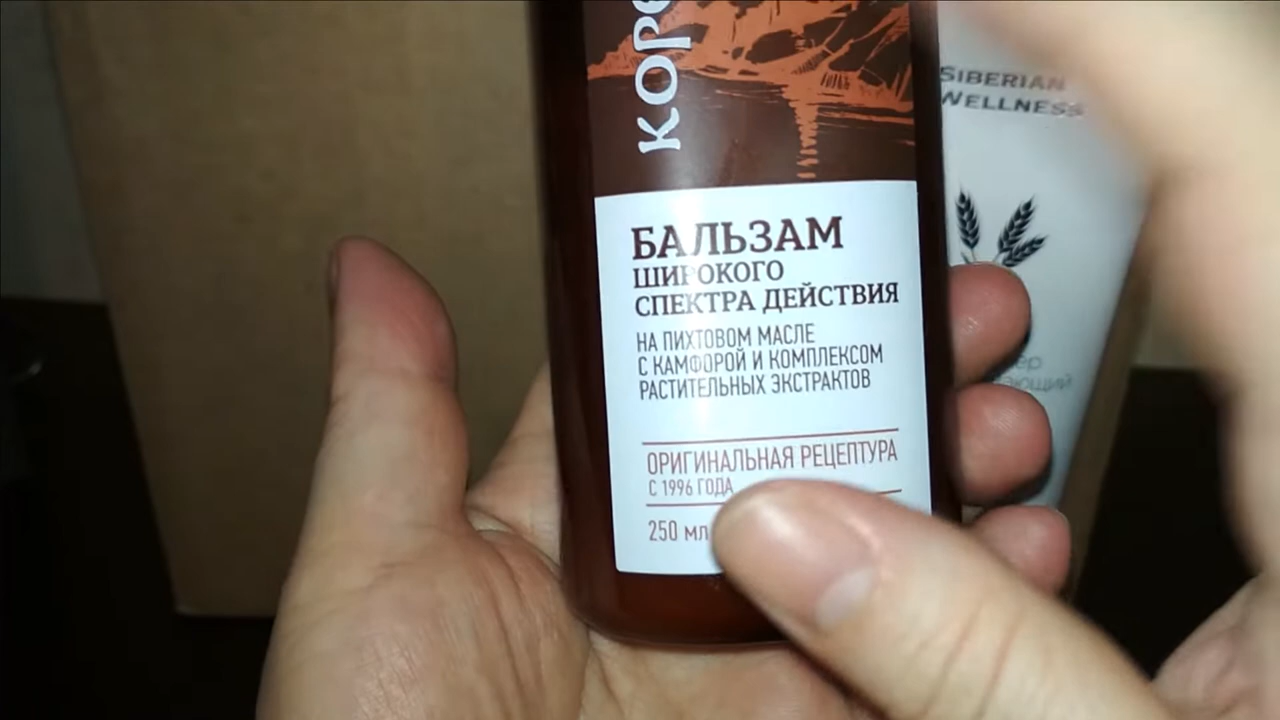 КОРЕ
БАЛЬЗАМ
ШИРОКОГО
СПЕКТРА ДЕЙСТВИЯ
НА ПИХТОВОМ МАСЛЕ
С КАМФОРОЙ И КОМПЛЕКСОМ
РАСТИТЕЛЬНЫХ ЭКСТРАКТОВ
ОРИГИНАЛЬНАЯ РЕЦЕПТУРА
С 1996 ГОДА
250 мл
SIBERIAN
WELLNESS